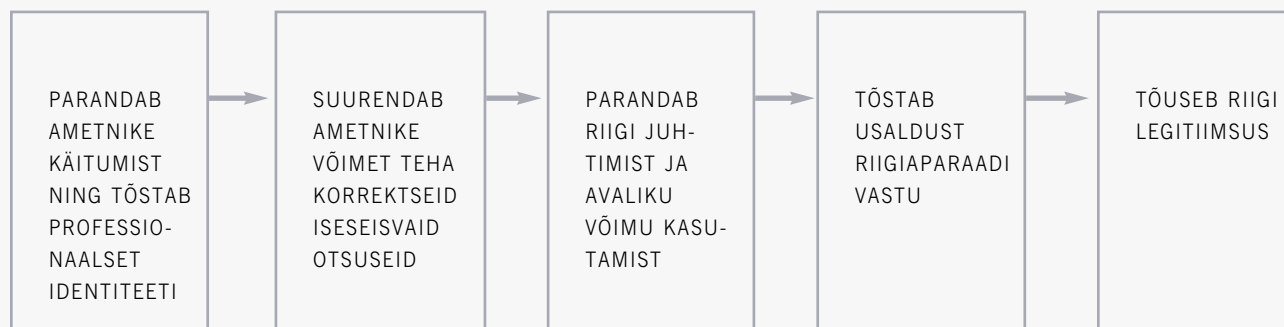 PARANDAB
AMETNIKE
KÄITUMIST
NING TÕSTAB
PROFESSIO-
NAALSET
IDENTITEETI
SUURENDAB
AMETNIKE
VÕIMET TEHA
KORREKTSEID
ISESEISVAID
OTSUSEID
PARANDAB
RIIGI JUH-
TIMIST JA
AVALIKU
VÕIMU KASU-
TAMIST
TÕSTAB
USALDUST
RIIGIAPARAADI
VASTU
TÕUSEB RIIGI
LEGITIIMSUS